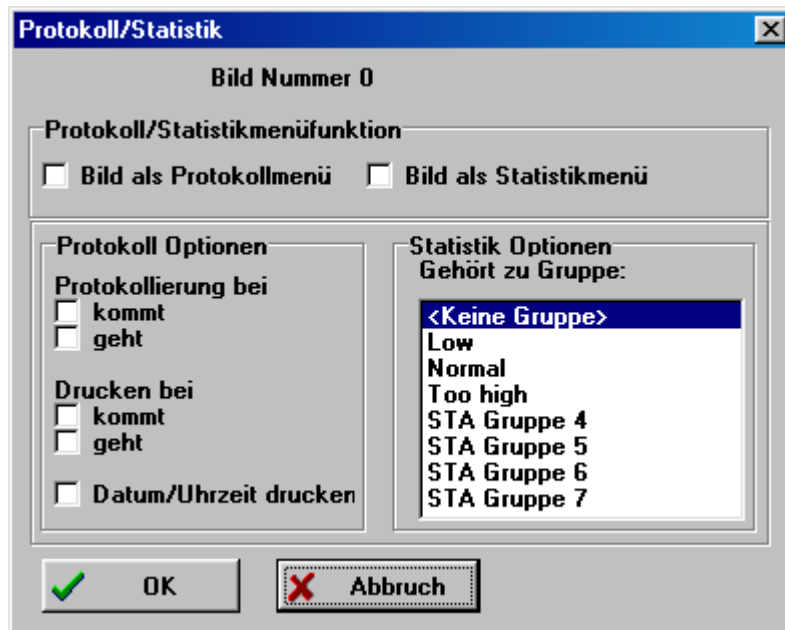 Protokoll/Statistik
Bild Nummer 0
Protokoll/Statistikmenüfunktion
Bild als Protokollmenü
Bild als Statistikmenü
Protokoll Optionen
Protokollierung bei
kommt
geht
Drucken bei
kommt
geht
Datum/Uhrzeit drucken
Statistik Optionen
Gehört zu Gruppe:
<Keine Gruppe>
Low
Normal
Too high
STA Gruppe 4
STA Gruppe 5
STA Gruppe 6
STA Gruppe 7
OK
Abbruch